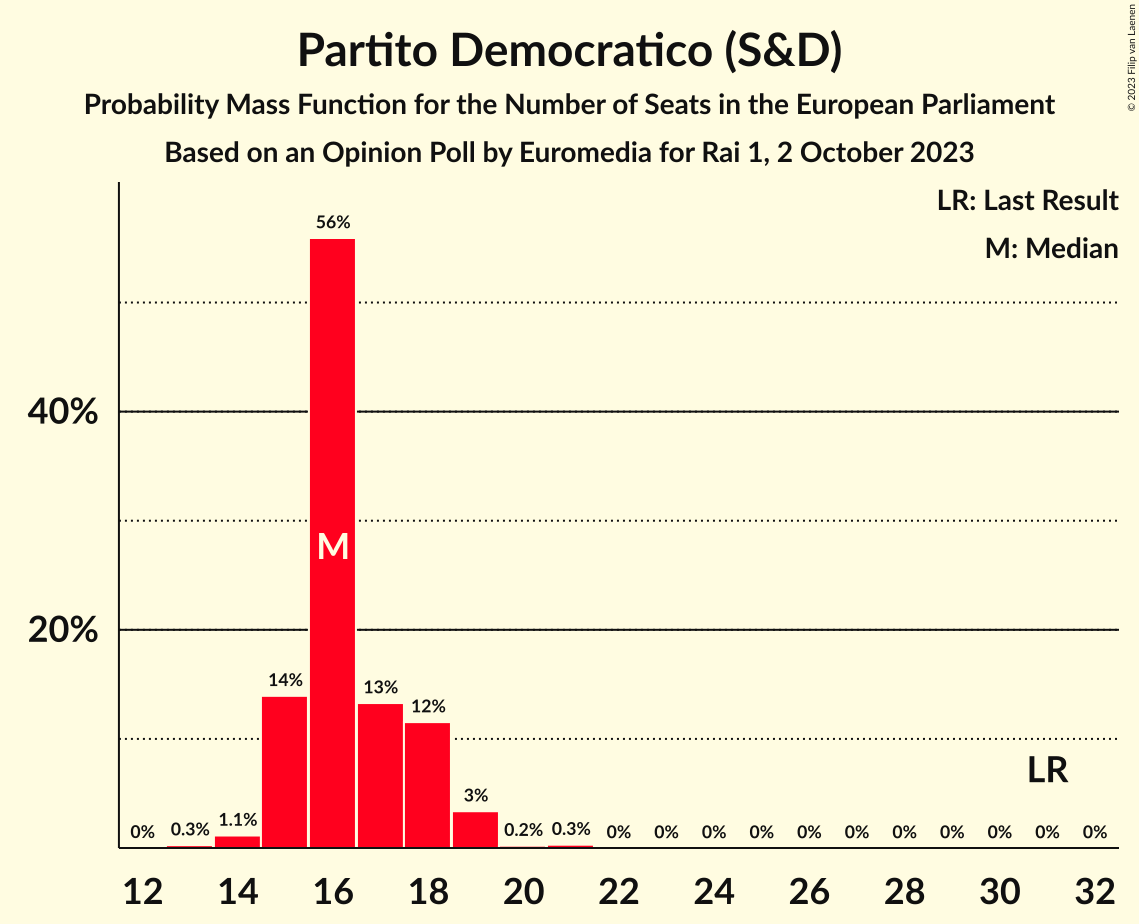 © 2023 Filip van Laenen
Partito Democratico (S&D)
Probability Mass Function for the Number of Seats in the European Parliament
Based on an Opinion Poll by Euromedia for Rai 1, 2 October 2023
LR: Last Result
M: Median
56%
40%
M
20%
14%
13%
12%
LR
0% 0.3% 1.1% 3% 0.2% 0.3% 0% 0% 0% 0% 0% 0% 0% 0% 0% 0% 0%
12 14 16 18 20 22 24 26 28 30 32